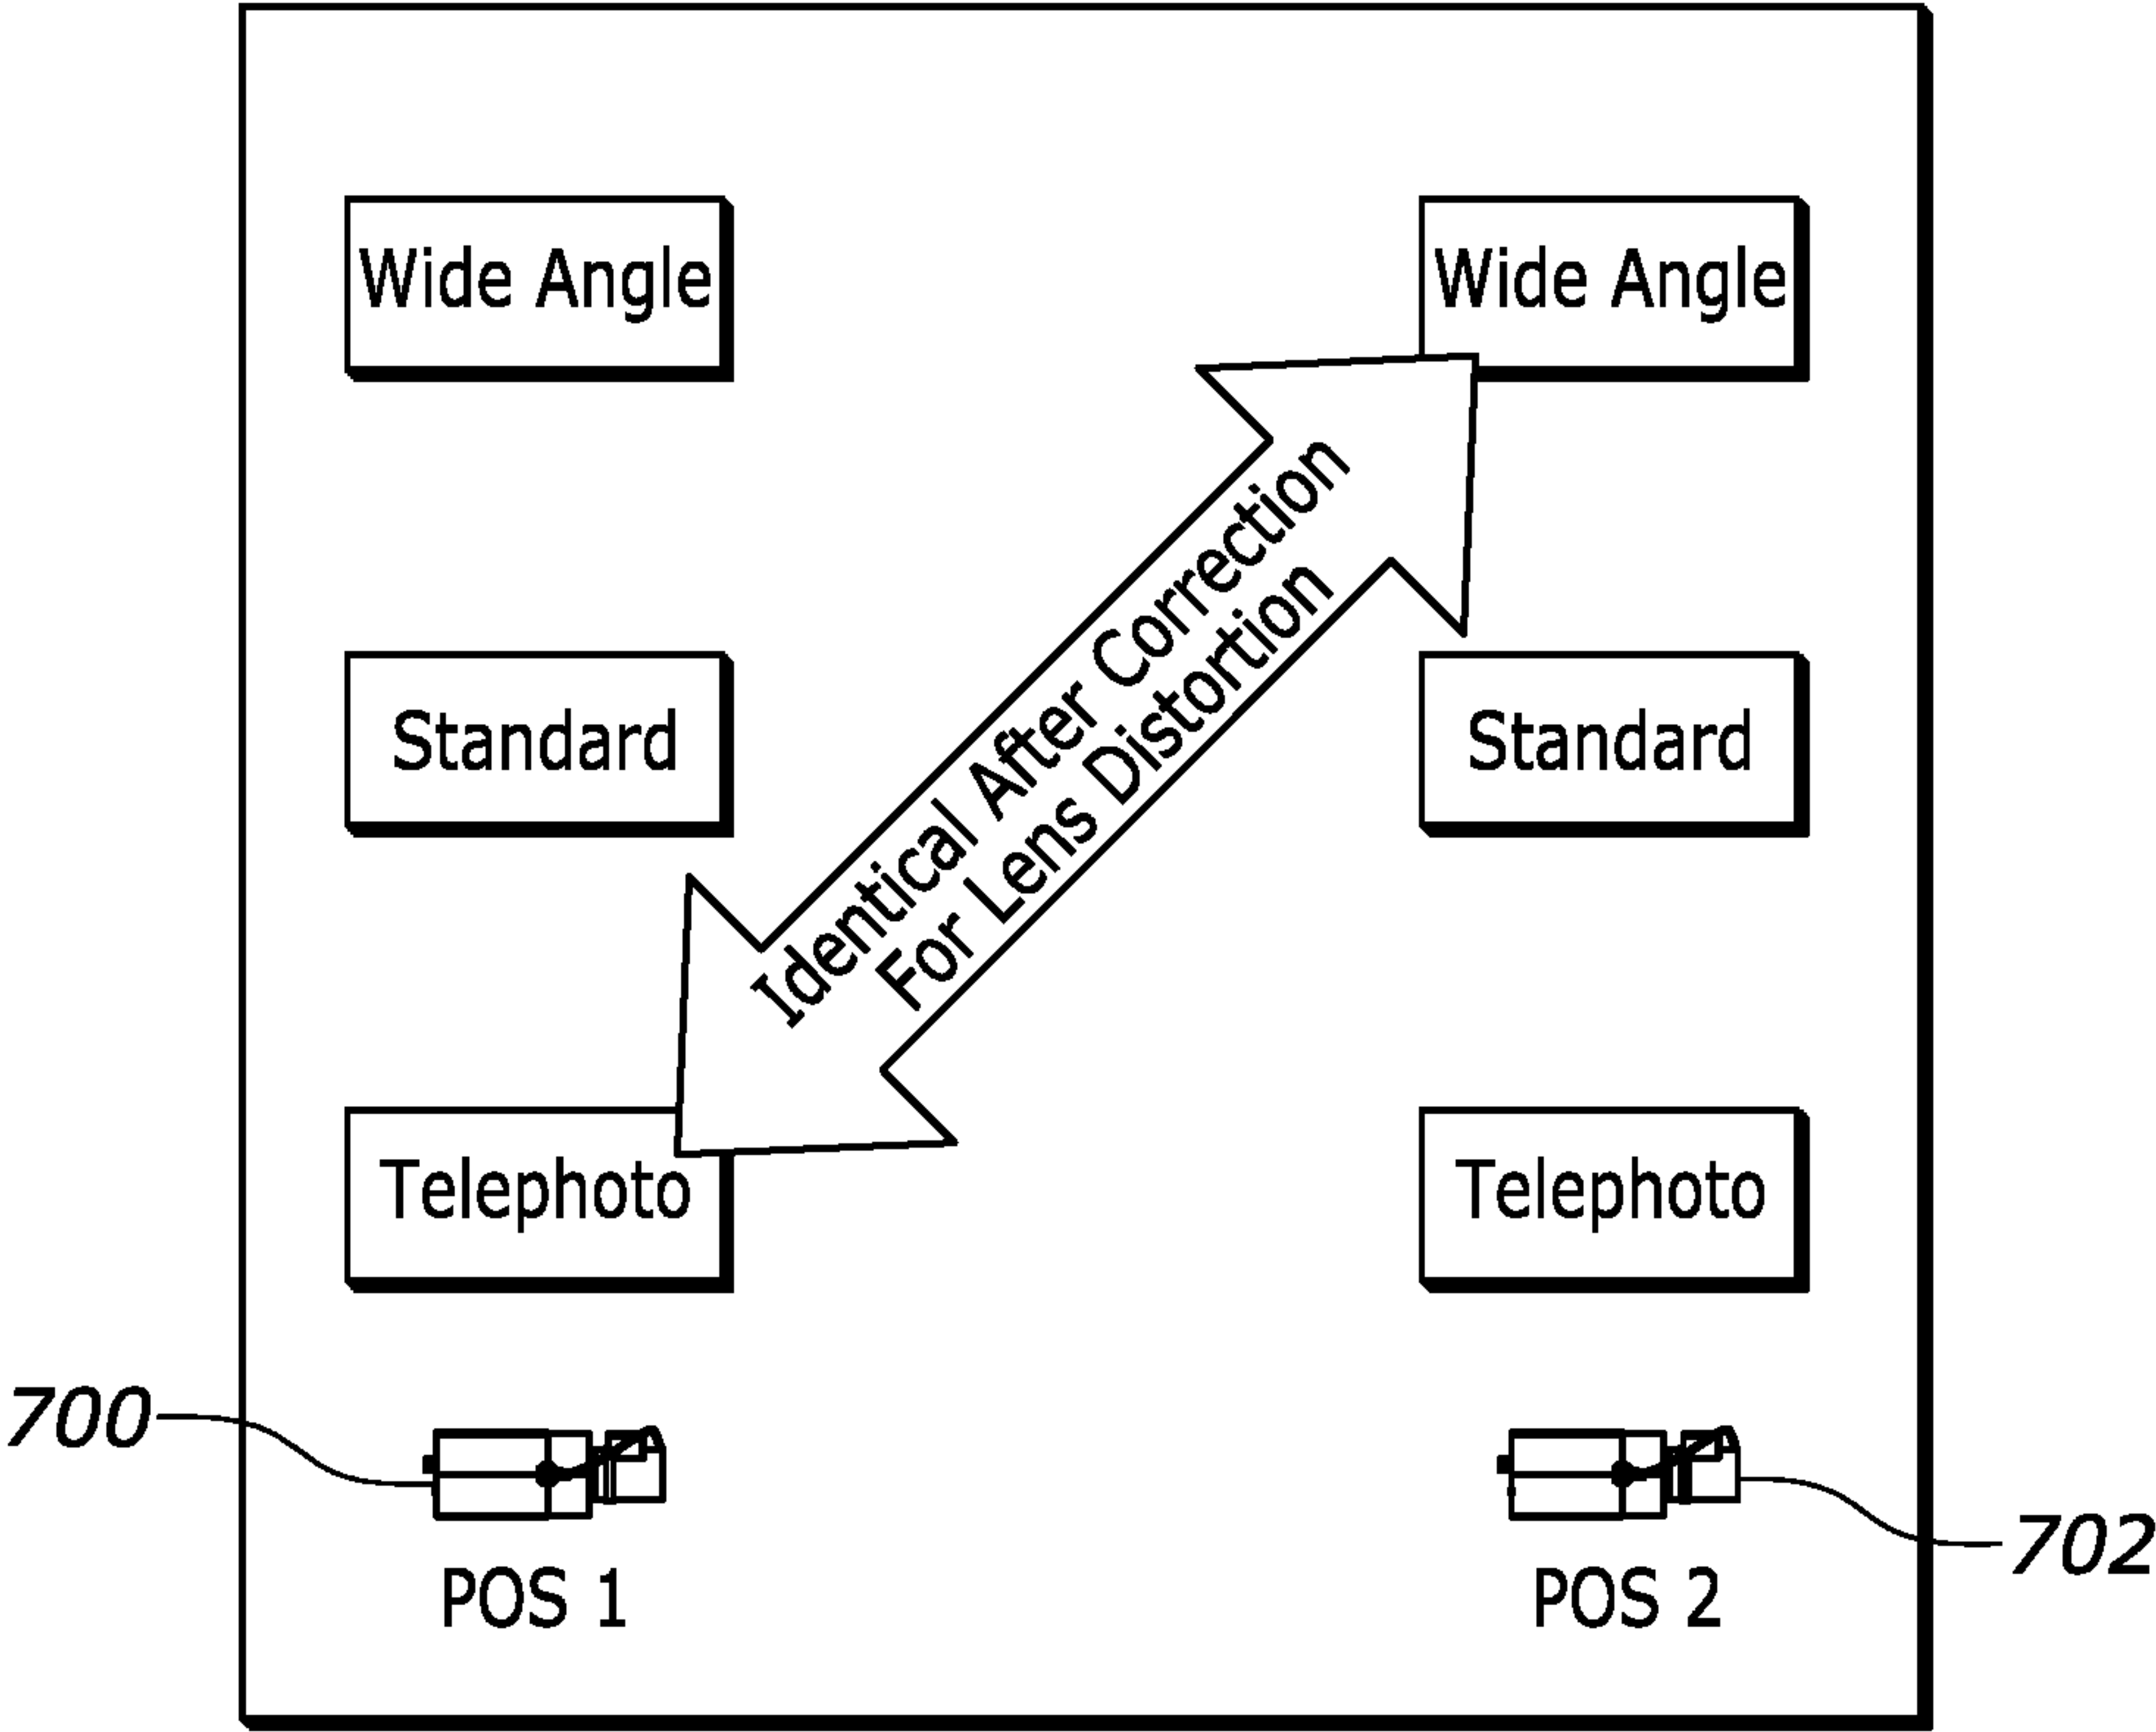 Wide Angle
Wide Angle
Identical After Correction
For Lens Distortion
Standard
Standard
Telephoto
Telephoto
700
702
POS 1
POS 2